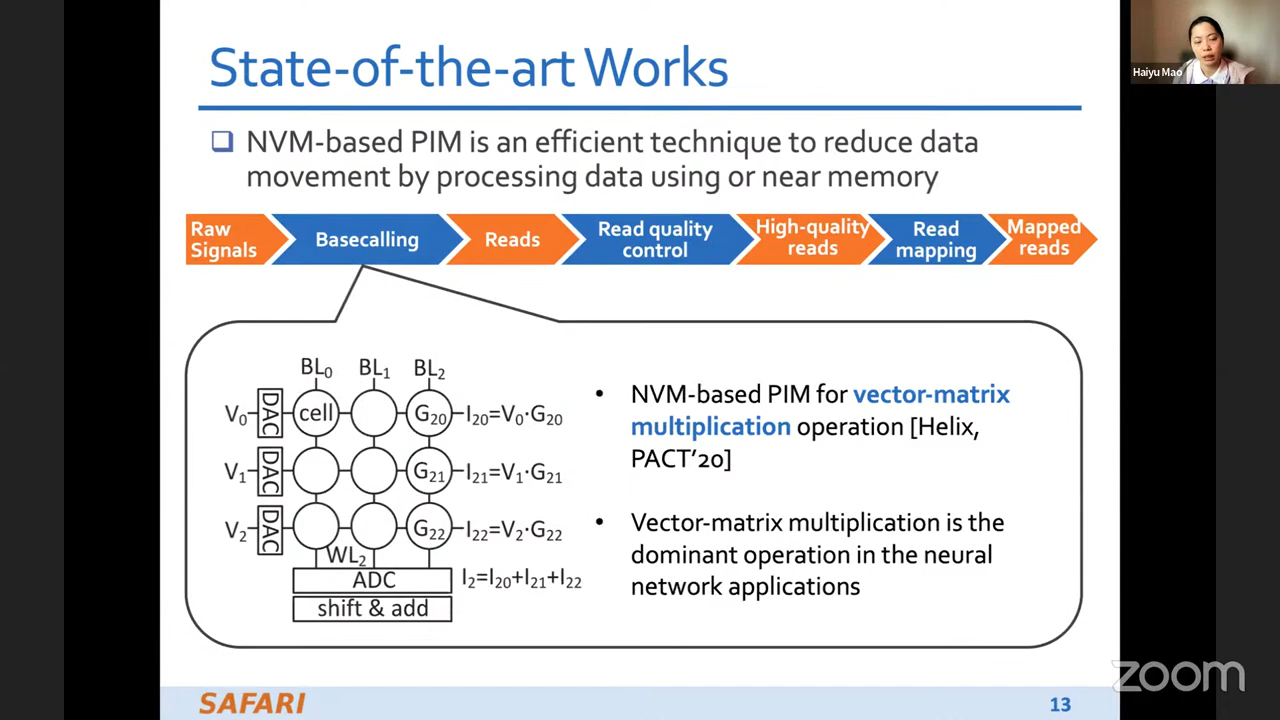 State-of-the-art Works
Haiyu Mao
NVM-based PIM is an efficient technique to reduce data
movement by processing data using or near memory
Raw
Signals
Basecalling
Reads
Read quality
control
High-quality
reads
Read
mapping
Mapped
reads
BL0 BL1 BL2
V0 DAC cell G20 I20=V0·G20
V1 DAC G21 I21=V1·G21
V2 DAC G22 I22=V2·G22
WL2
ADC I2=I20+I21+I22
shift & add
• NVM-based PIM for vector-matrix
multiplication operation [Helix,
PACT'20]
• Vector-matrix multiplication is the
dominant operation in the neural
network applications
zoom
SAFARI
13